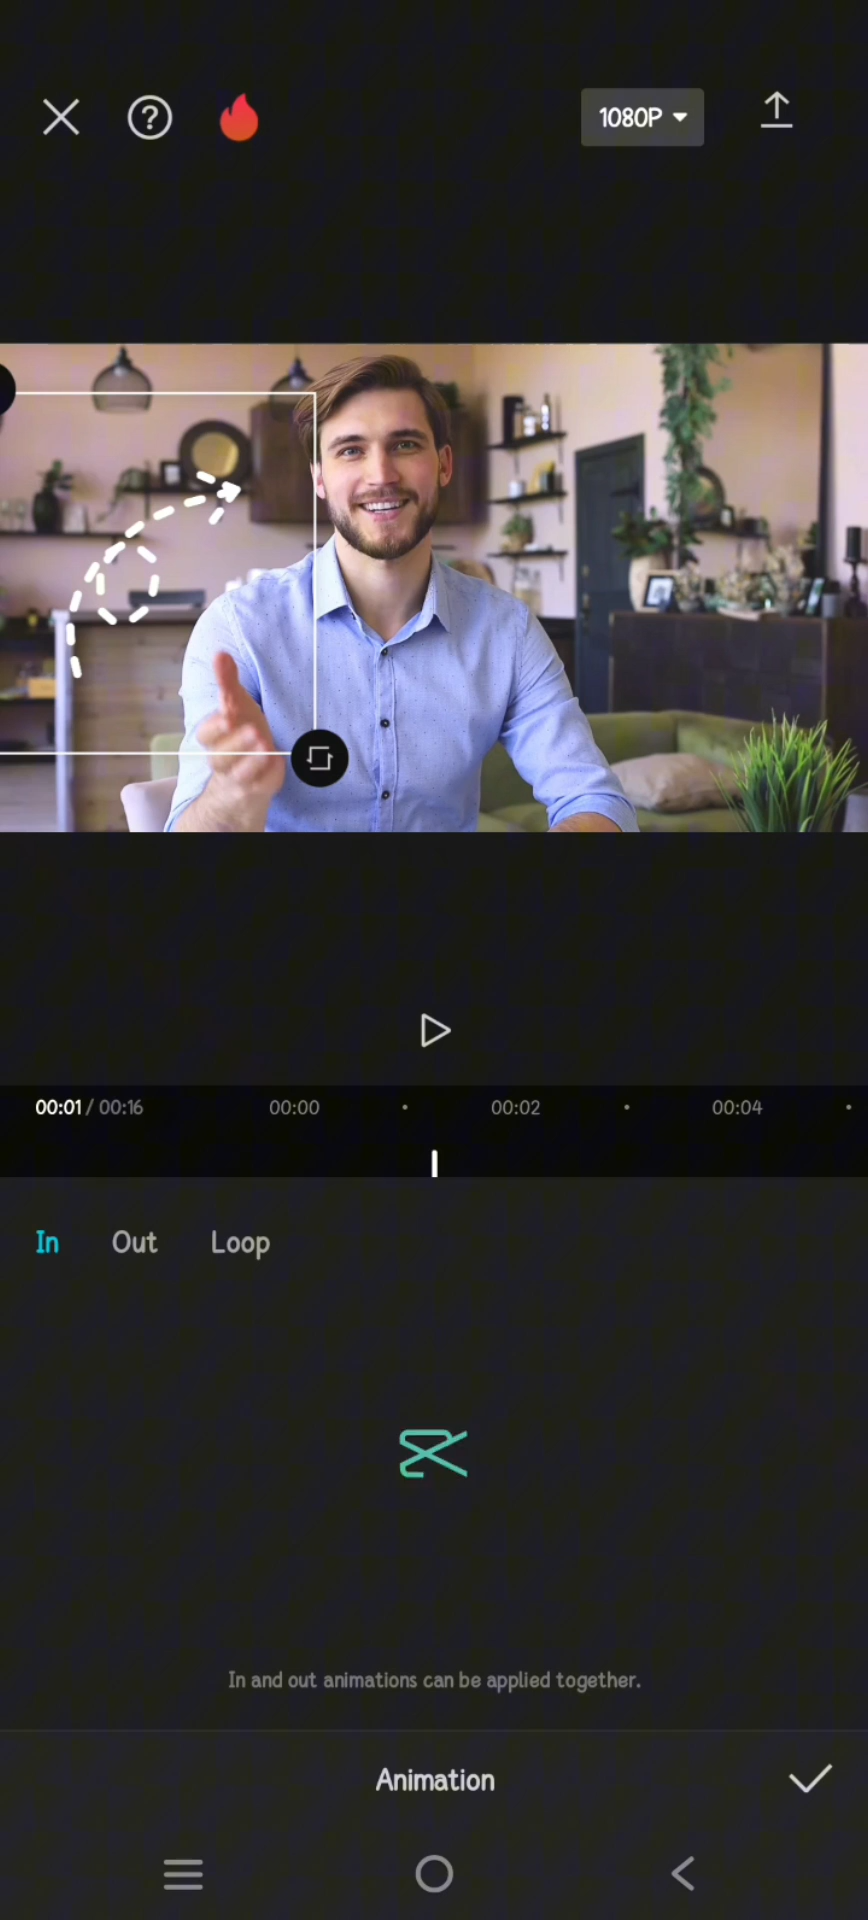 1080P
00:01 / 00:16 00:00 00:02 00:04
In Out Loop
In and out animations can be applied together.
Animation